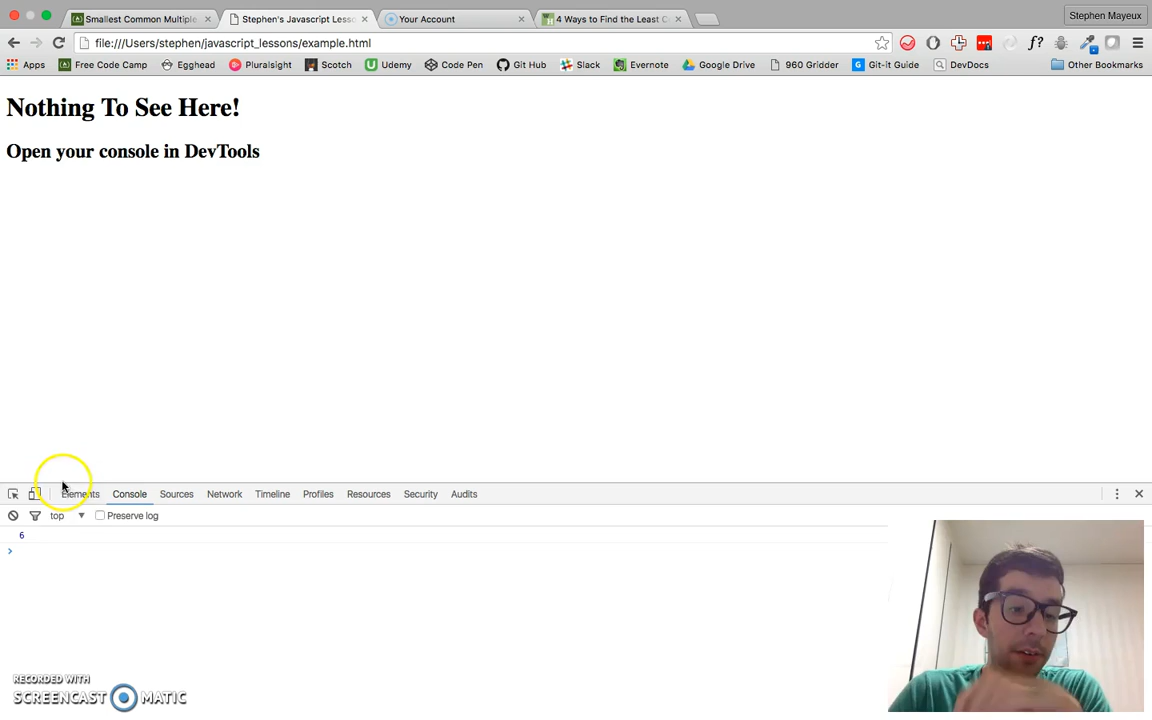 Smallest Common Multiple
Stephen's Javascript Lesso
Your Account
4 Ways to Find the Least C
Stephen Mayeux
file:///Users/stephen/javascript_lessons/example.html
f?
Apps
Free Code Camp
Egghead
Pluralsight
Scotch
Udemy
Code Pen
Git Hub
Slack
Evernote
Google Drive
960 Gridder
Git-it Guide
DevDocs
Other Bookmarks
Nothing To See Here!
Open your console in DevTools
Elements
Console
Sources
Network
Timeline
Profiles
Resources
Security
Audits
top
Preserve log
6
RECORDED WITH
SCREENCAST MATIC